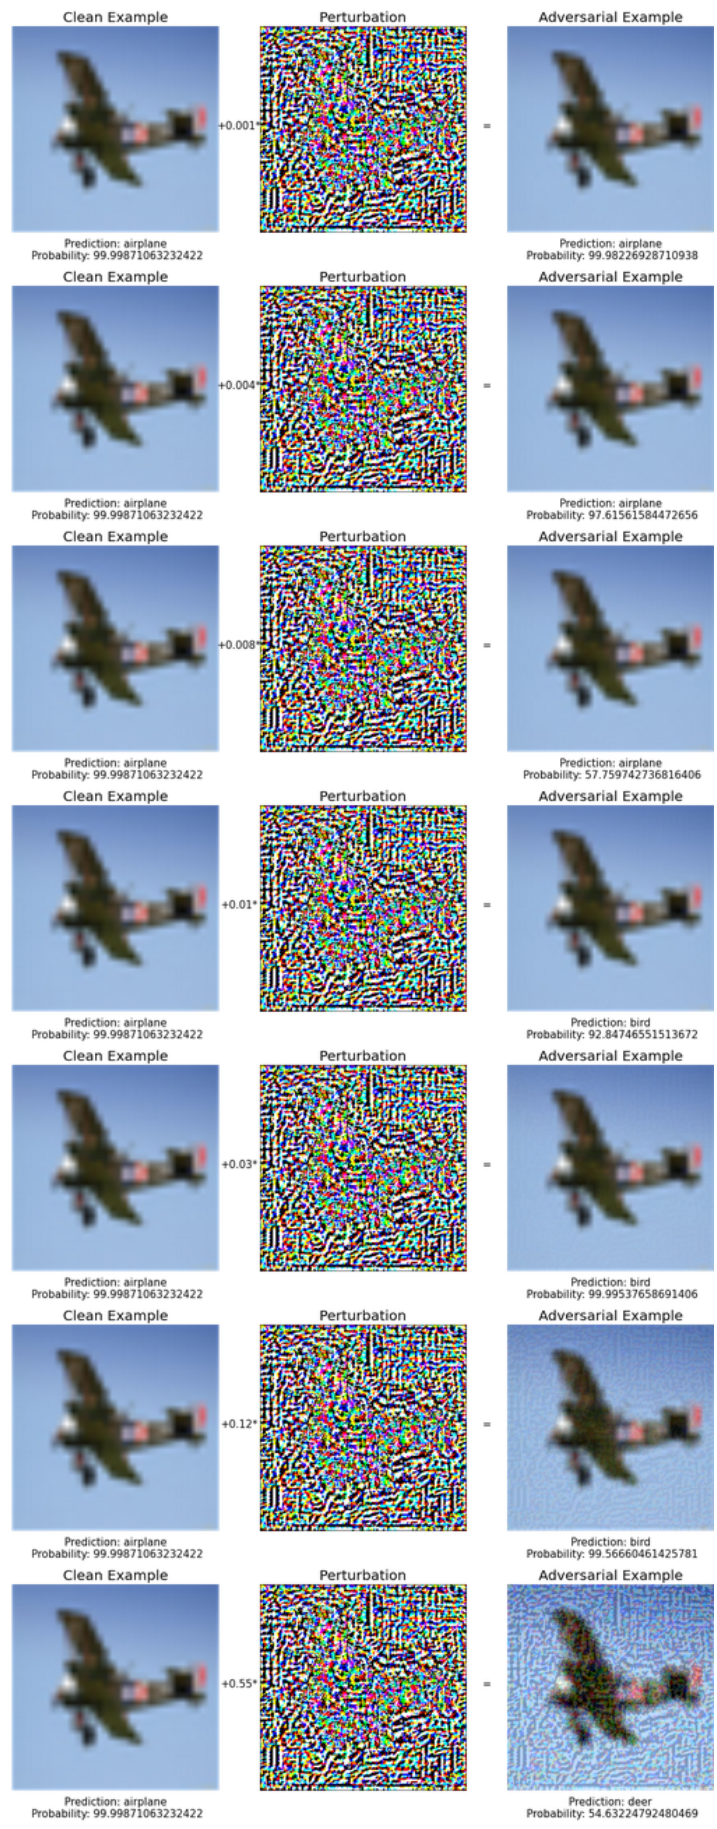 Clean Example Perturbation Adversarial Example
+0.001* =
Prediction: airplane Prediction: airplane
Probability: 99.99871063232422 Probability: 99.98226928710938
Clean Example Perturbation Adversarial Example
+0.004* =
Prediction: airplane Prediction: airplane
Probability: 99.99871063232422 Probability: 97.61561584472656
Clean Example Perturbation Adversarial Example
+0.008* =
Prediction: airplane Prediction: airplane
Probability: 99.99871063232422 Probability: 57.759742736816406
Clean Example Perturbation Adversarial Example
+0.01* =
Prediction: airplane Prediction: bird
Probability: 99.99871063232422 Probability: 92.84746551513672
Clean Example Perturbation Adversarial Example
+0.03* =
Prediction: airplane Prediction: bird
Probability: 99.99871063232422 Probability: 99.99537658691406
Clean Example Perturbation Adversarial Example
+0.12* =
Prediction: airplane Prediction: bird
Probability: 99.99871063232422 Probability: 99.56660461425781
Clean Example Perturbation Adversarial Example
+0.55* =
Prediction: airplane Prediction: deer
Probability: 99.99871063232422 Probability: 54.63224792480469